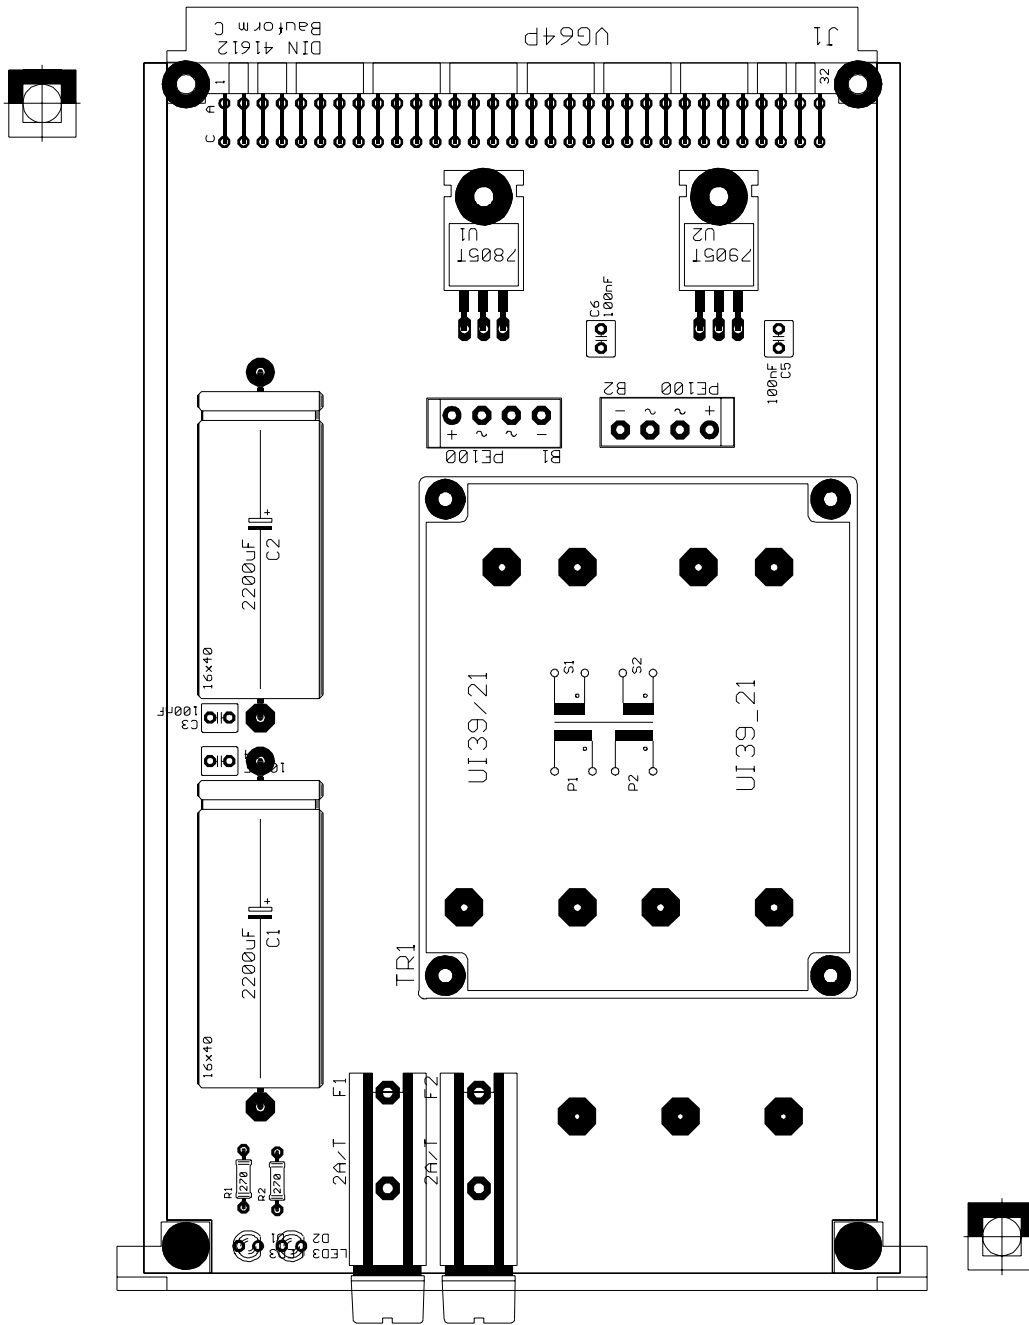 DIN 41612
Bauform C
VG64P
J1
1
32
A
C
U1
7805T
U2
7905T
C6
100nF
100nF
C5
B2
PE100
- ~ ~ +
+ ~ ~ -
PE100
B1
+
2200uF
C2
16x40
100nF
C3
S1
S2
UI39/21
UI39_21
P1
P2
+
2200uF
C1
16x40
TR1
F1
2A/T
F2
2A/T
R1
270
R2
270
D1
LED3
D2
LED3